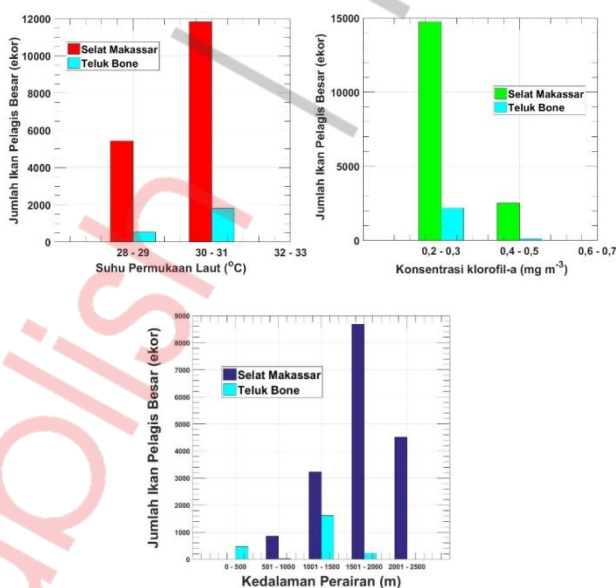 12000
10000
8000
6000
4000
2000
0
Jumlah Ikan Pelagis Besar (ekor)
Selat Makassar
Teluk Bone
28 - 29
30 - 31
32 - 33
Suhu Permukaan Laut (°C)
15000
10000
5000
0
Jumlah Ikan Pelagis Besar (ekor)
Selat Makassar
Teluk Bone
0,2 - 0,3
0,4 - 0,5
0,6 - 0,7
Konsentrasi klorofil-a (mg m⁻³)
9000
8000
7000
6000
5000
4000
3000
2000
1000
0
Jumlah Ikan Pelagis Besar (ekor)
Selat Makassar
Teluk Bone
0 - 500
501 - 1000
1001 - 1500
1501 - 2000
2001 - 2500
Kedalaman Perairan (m)